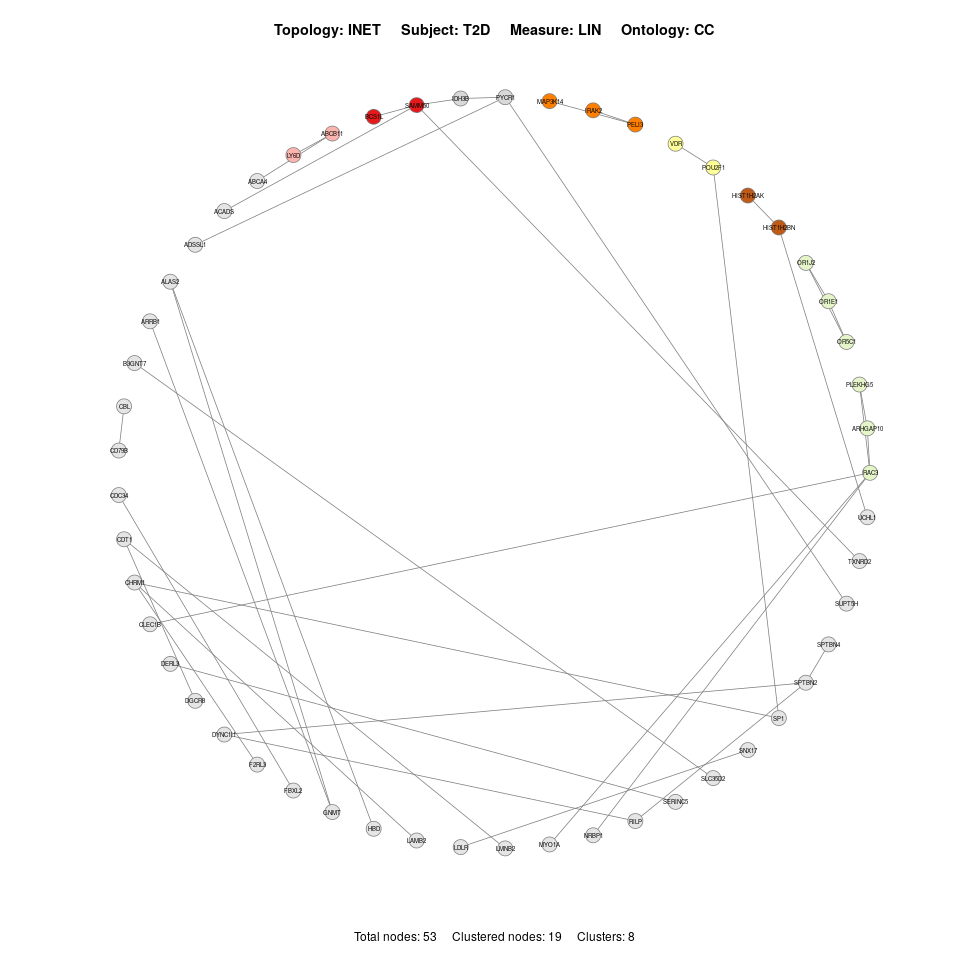 Topology: INET Subject: T2D Measure: LIN Ontology: CC
IDH3B
PYCR1
MAP3K14
SAMM50
IRAK2
BCS1L
PELI3
ABCB11
VDR
LY6D
POU2F1
ABCA4
HIST1H2AK
ACADS
HIST1H2BN
ADSSL1
OR1J2
ALAS2
OR1E1
ARRB1
OR5C1
B3GNT7
PLEKHG5
CBL
ARHGAP10
CD79B
RAC3
CDC34
UCHL1
CDT1
TXNRD2
CHRM1
SUPT5H
CLEC1B
SPTBN4
DERL3
SPTBN2
DGCR8
SP1
DYNC1I1
SNX17
F2RL3
SLC35D2
FBXL2
SERINC5
GNMT
RILP
HBD
NRBP1
LAMB2
MYO1A
LDLR
LMNB2
Total nodes: 53 Clustered nodes: 19 Clusters: 8